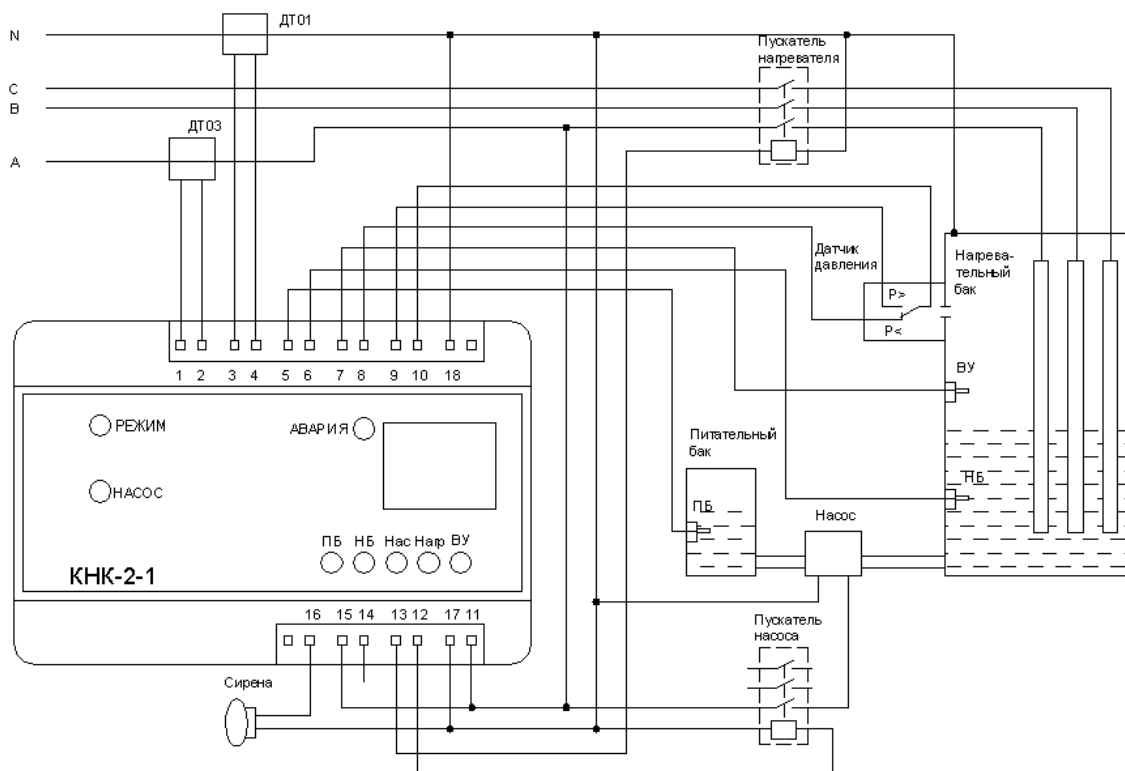 ДТ01
N
Пускатель
нагревателя
C
B
ДТ03
A
Датчик
давления
Нагрева-
тельный
бак
P>
P<
1 2 3 4 5 6 7 8 9 10 18
ВУ
РЕЖИМ
АВАРИЯ
Питательный
бак
НАСОС
НБ
ПБ
Насос
ПБ НБ Нас Нагр ВУ
КНК-2-1
16 15 14 13 12 17 11
Пускатель
насоса
Сирена